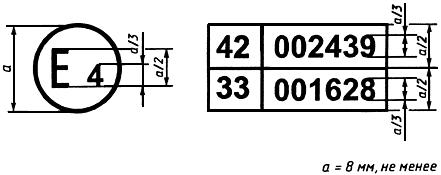 a
E 4
a/3
a/2
42 002439
33 001628
a/3
a/2
a/3
a/2
a = 8 мм, не менее